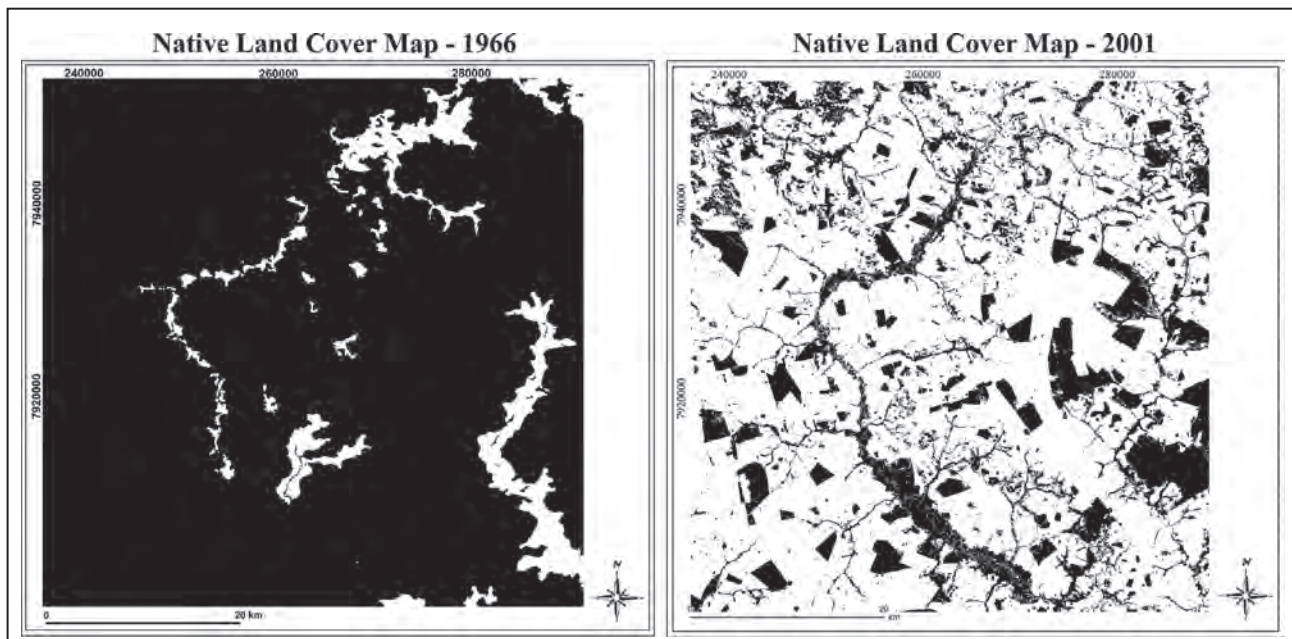 Native Land Cover Map - 1966
240000 260000 280000
7940000
7920000
0 20 km
N
Native Land Cover Map - 2001
240000 260000 280000
7940000
7920000
20
km
N